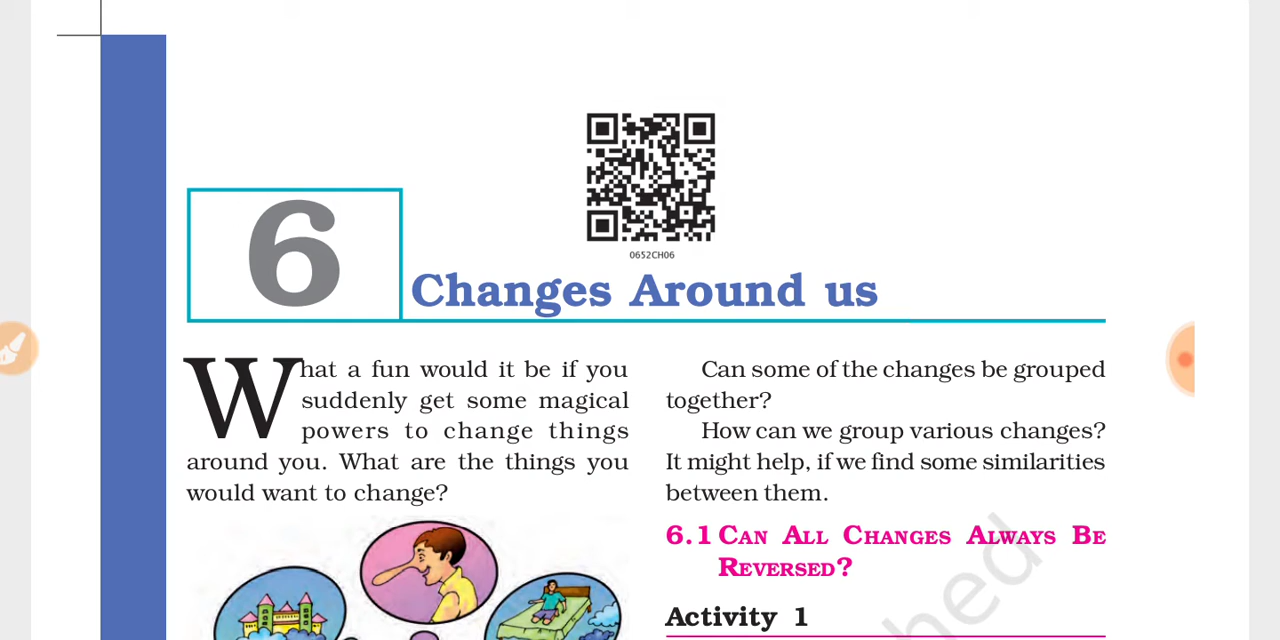 0652CH06
6
Changes Around us
What a fun would it be if you
suddenly get some magical
powers to change things
around you. What are the things you
would want to change?
Can some of the changes be grouped
together?
How can we group various changes?
It might help, if we find some similarities
between them.
6.1 CAN ALL CHANGES ALWAYS BE
REVERSED?
Activity 1